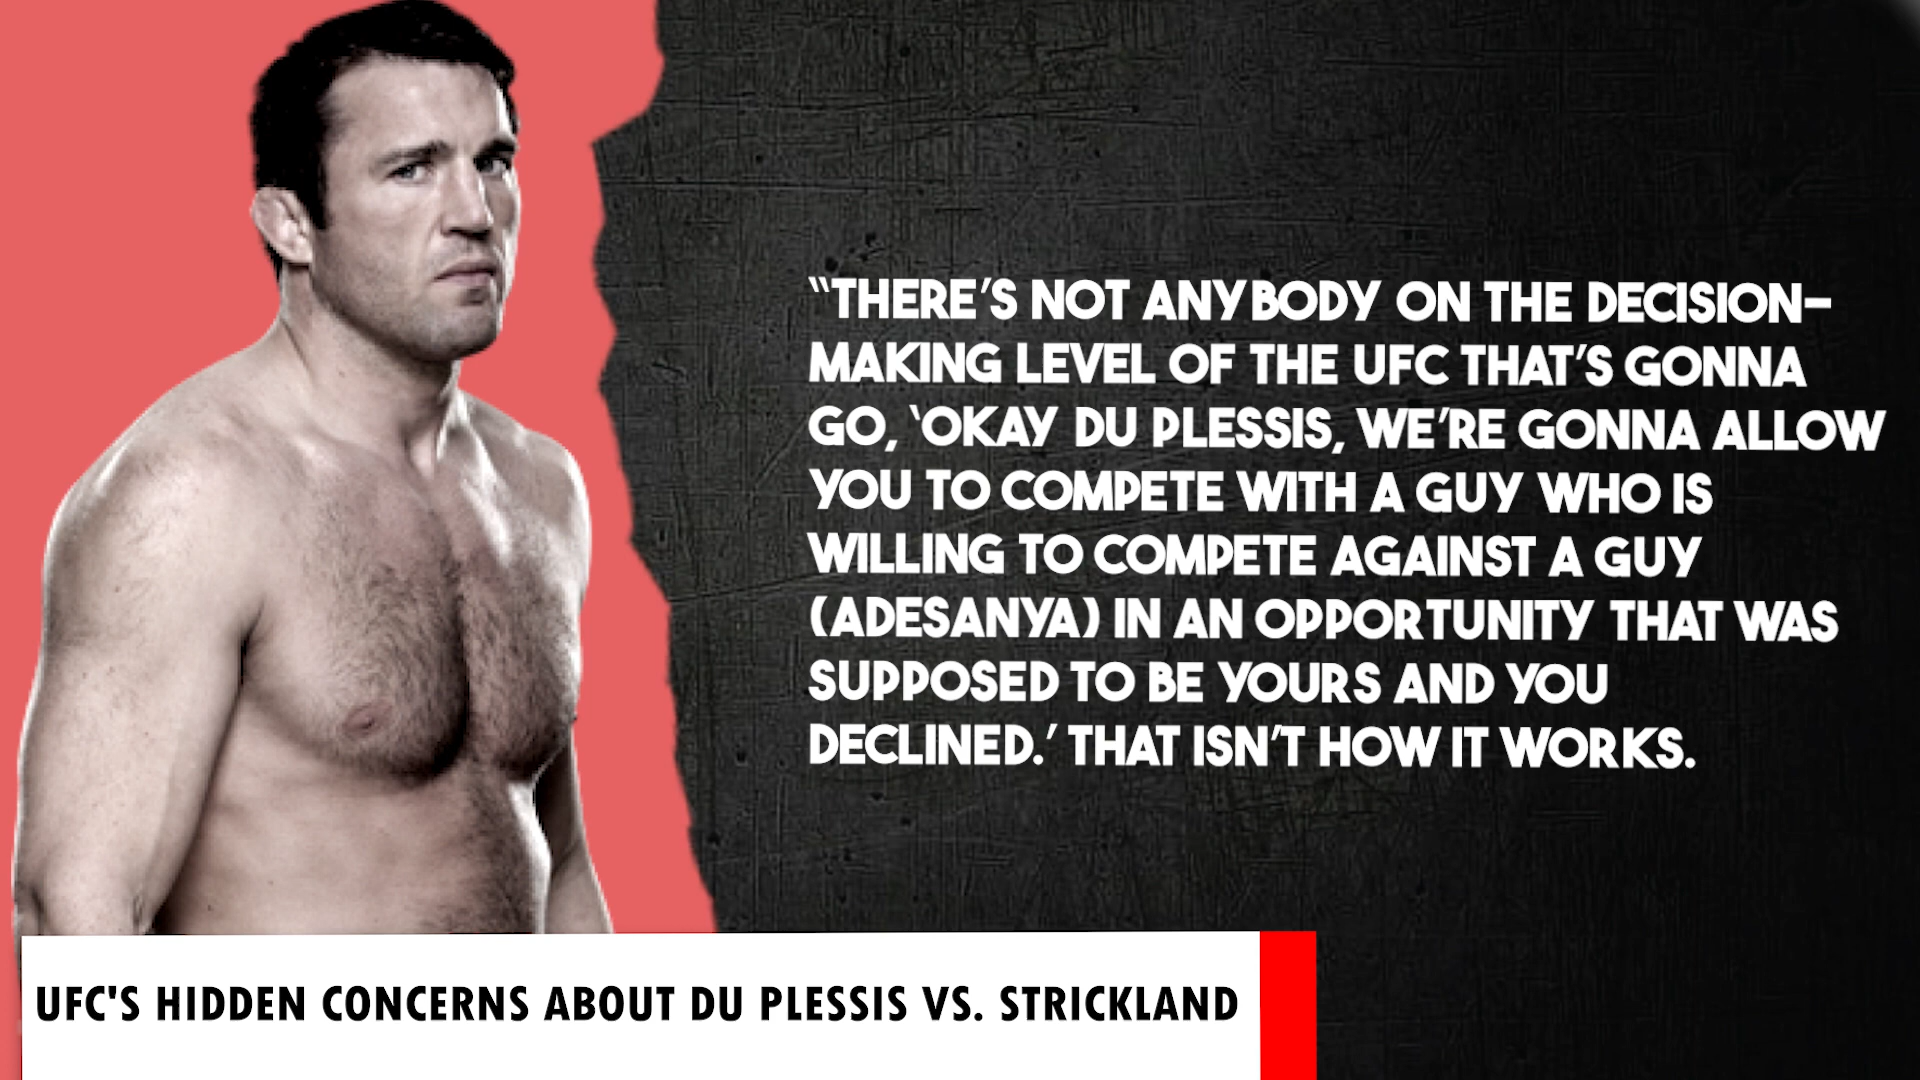 “THERE’S NOT ANYBODY ON THE DECISION-
MAKING LEVEL OF THE UFC THAT’S GONNA
GO, ‘OKAY DU PLESSIS, WE’RE GONNA ALLOW
YOU TO COMPETE WITH A GUY WHO IS
WILLING TO COMPETE AGAINST A GUY
(ADESANYA) IN AN OPPORTUNITY THAT WAS
SUPPOSED TO BE YOURS AND YOU
DECLINED.’ THAT ISN’T HOW IT WORKS.
UFC'S HIDDEN CONCERNS ABOUT DU PLESSIS VS. STRICKLAND